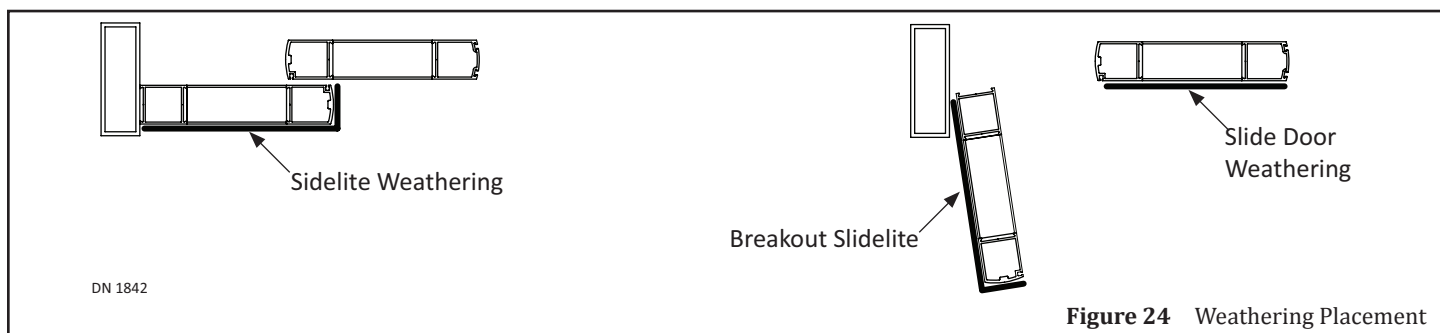 Sidelite Weathering
DN 1842
Slide Door
Weathering
Breakout Slidelite
Figure 24 Weathering Placement